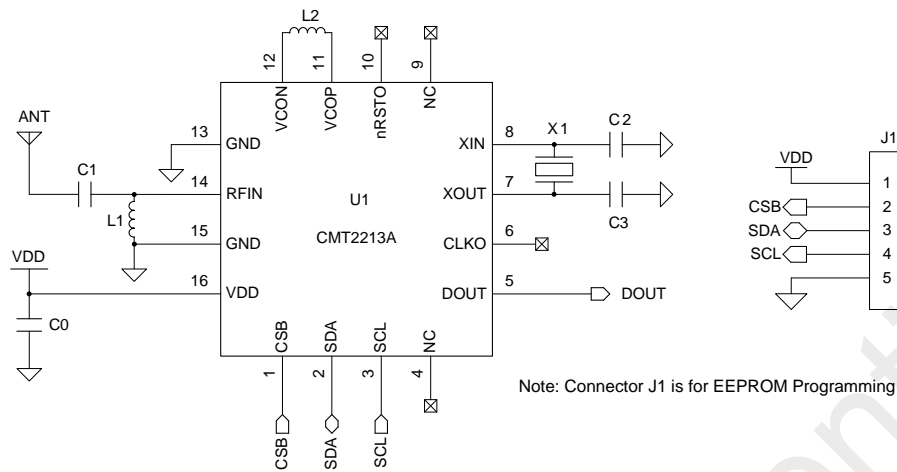 L2
12
11
10
9
VCON
VCOP
nRSTO
NC
ANT
13
GND
XIN
8
X1
C2
J1
C1
14
RFIN
XOUT
7
VDD
1
L1
U1
C3
CSB
2
15
GND
CMT2213A
CLKO
6
SDA
3
VDD
SCL
4
16
VDD
DOUT
5
DOUT
5
C0
CSB
SDA
SCL
NC
1
2
3
4
Note: Connector J1 is for EEPROM Programming
CSB
SDA
SCL